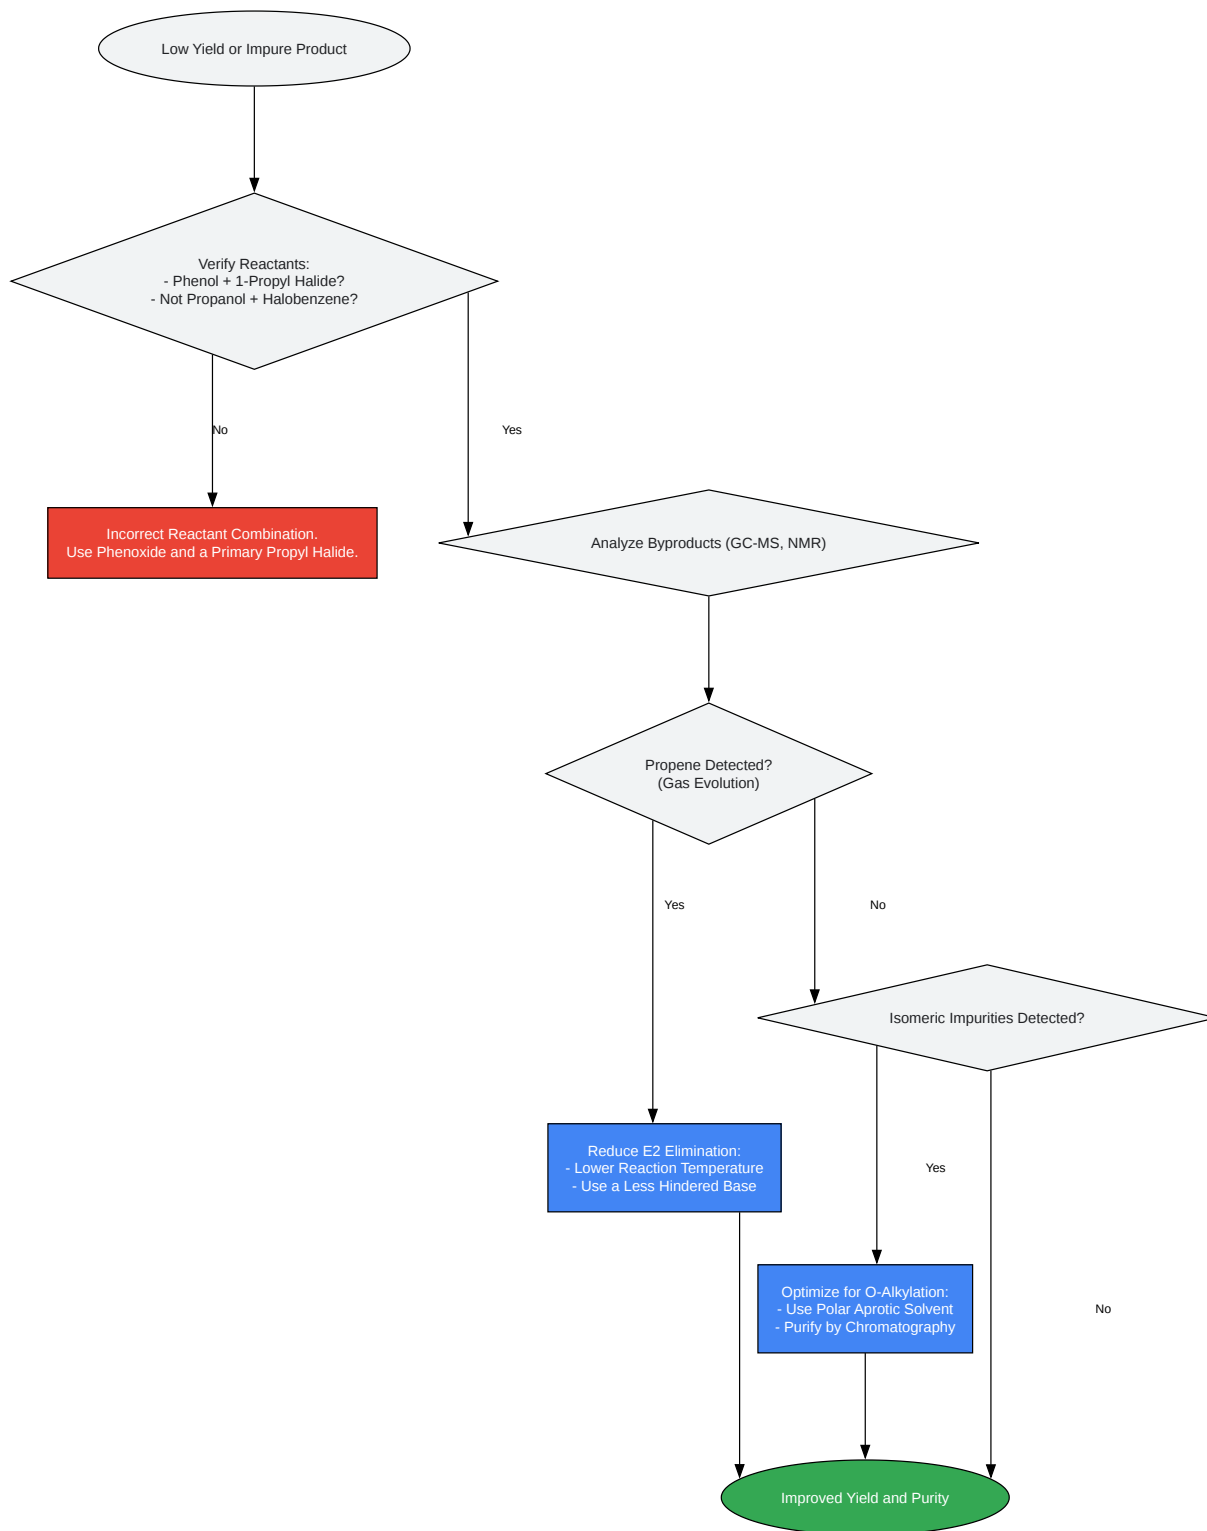 Low Yield or Impure Product
Verify Reactants:
- Phenol + 1-Propyl Halide?
- Not Propanol + Halobenzene?
No
Yes
Incorrect Reactant Combination.
Use Phenoxide and a Primary Propyl Halide.
Analyze Byproducts (GC-MS, NMR)
Propene Detected?
(Gas Evolution)
Yes
No
Isomeric Impurities Detected?
Reduce E2 Elimination:
- Lower Reaction Temperature
- Use a Less Hindered Base
Yes
Optimize for O-Alkylation:
- Use Polar Aprotic Solvent
- Purify by Chromatography
No
Improved Yield and Purity